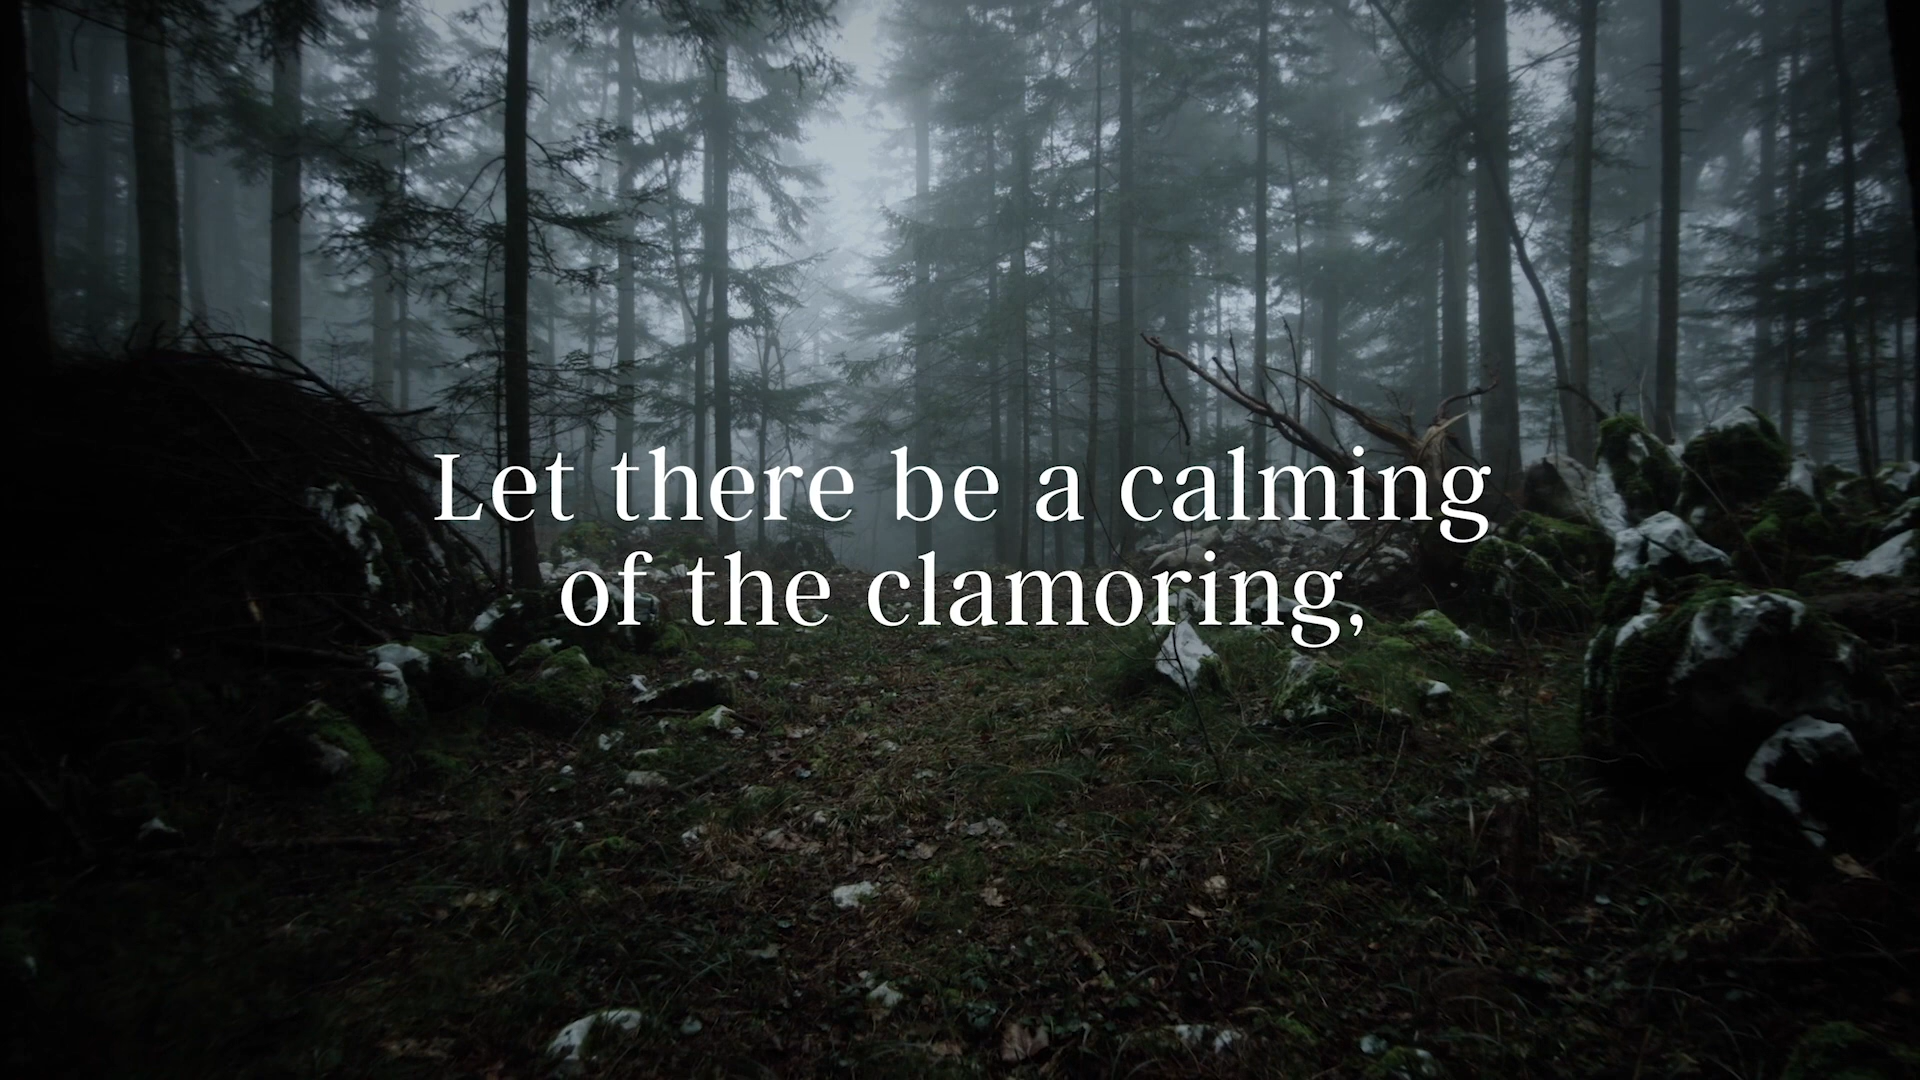 Let there be a calming
of the clamoring,